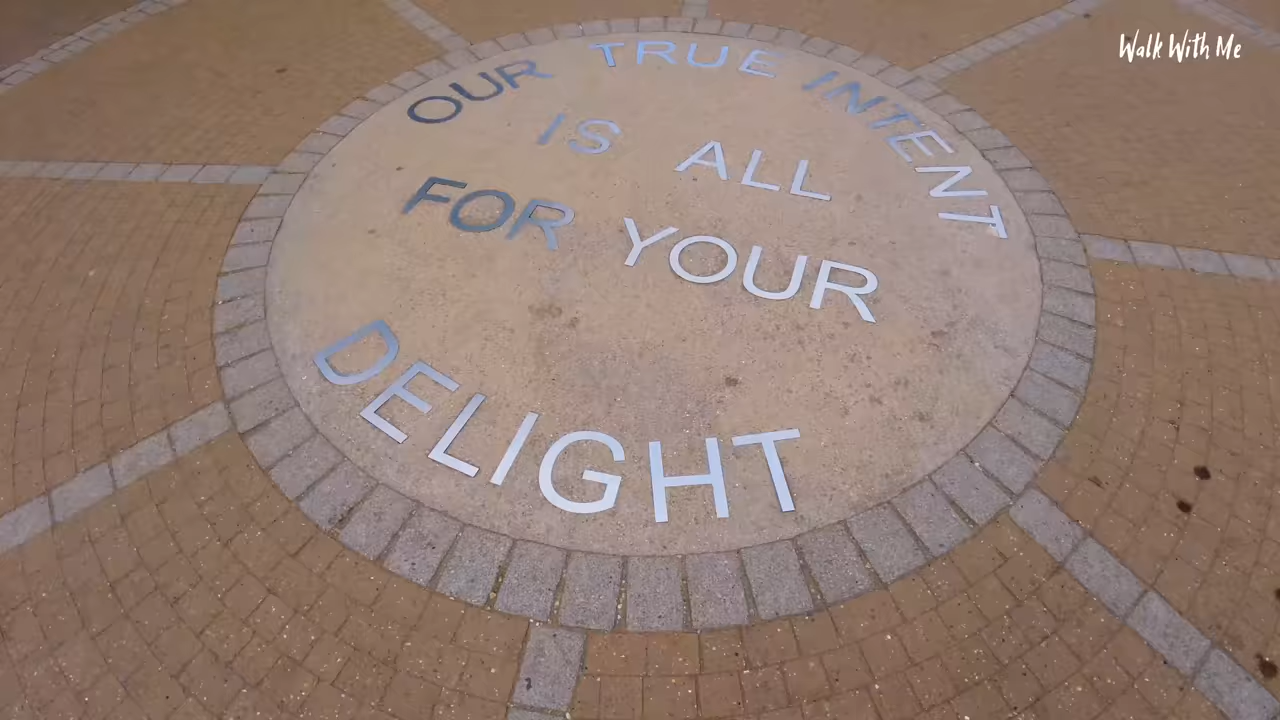 OUR TRUE INTENT
IS ALL
FOR YOUR
DELIGHT
Walk With Me